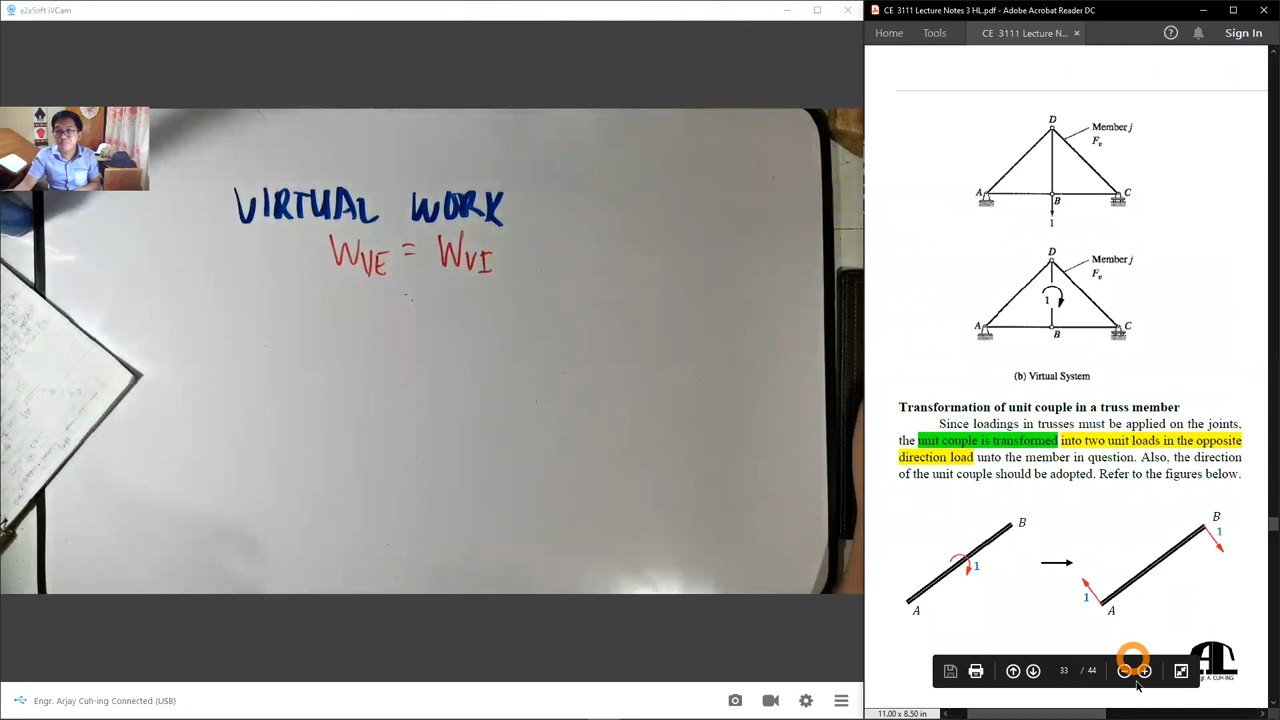 e2eSoft iVCam
VIRTUAL WORK
WVE = WVI
Engr. Arjay Cuh-ing Connected (USB)
CE 3111 Lecture Notes 3 HL.pdf - Adobe Acrobat Reader DC
Home Tools CE 3111 Lecture N... × Sign In
D
Member j
Fv
A B C
1
D
Member j
Fv
1
A B C
(b) Virtual System
Transformation of unit couple in a truss member
Since loadings in trusses must be applied on the joints,
the unit couple is transformed into two unit loads in the opposite
direction load unto the member in question. Also, the direction
of the unit couple should be adopted. Refer to the figures below.
B
1
A
B
1
1
A
33 / 44
11.00 x 8.50 in